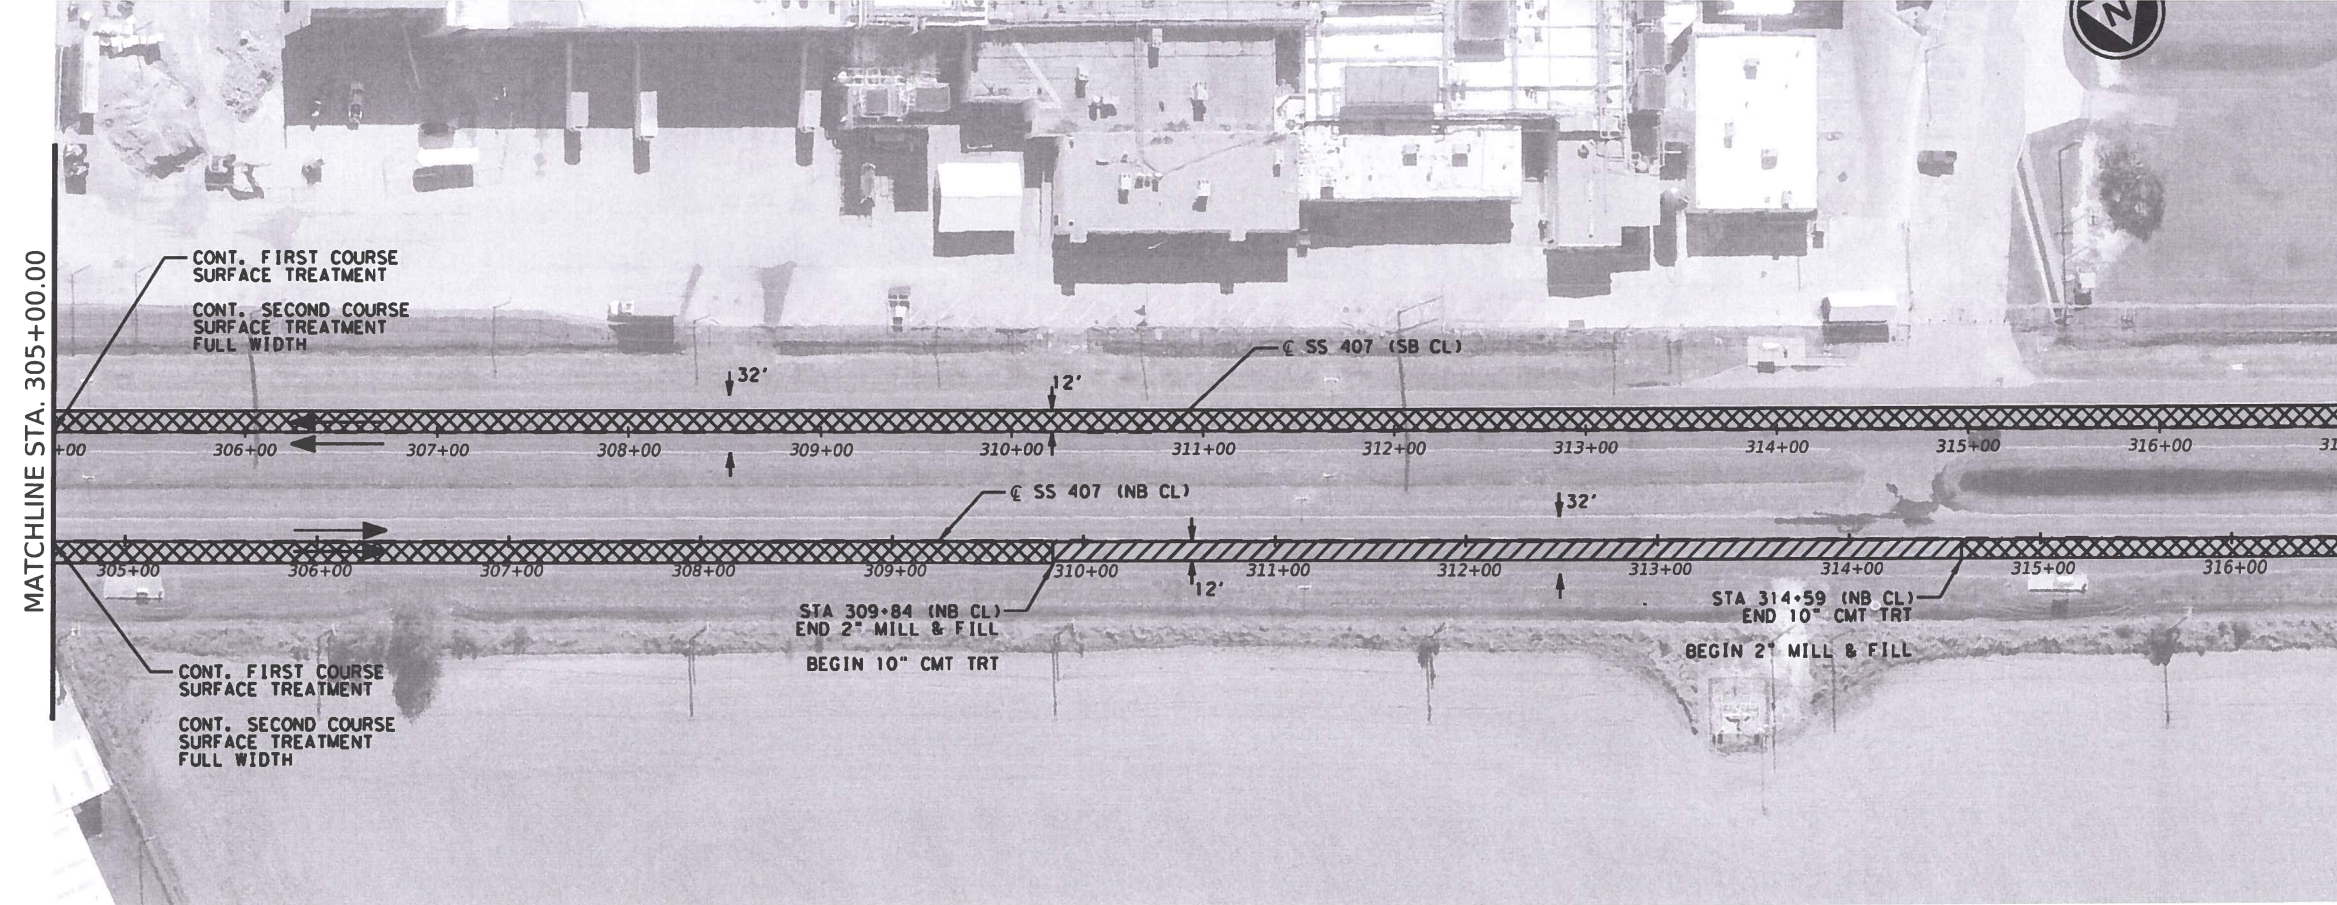 N
MATCHLINE STA. 305+00.00
CONT. FIRST COURSE
SURFACE TREATMENT
CONT. SECOND COURSE
SURFACE TREATMENT
FULL WIDTH
℄ SS 407 (SB CL)
32'
12'
+00
306+00
307+00
308+00
309+00
310+00
311+00
312+00
313+00
314+00
315+00
316+00
31
℄ SS 407 (NB CL)
32'
305+00
306+00
307+00
308+00
309+00
310+00
311+00
312+00
313+00
314+00
315+00
316+00
12'
STA 309+84 (NB CL)
END 2" MILL & FILL
BEGIN 10" CMT TRT
STA 314+59 (NB CL)
END 10" CMT TRT
BEGIN 2" MILL & FILL
CONT. FIRST COURSE
SURFACE TREATMENT
CONT. SECOND COURSE
SURFACE TREATMENT
FULL WIDTH